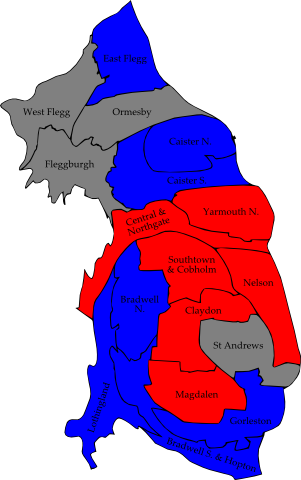 East Flegg
West Flegg
Ormesby
Caister N.
Fleggburgh
Caister S.
Yarmouth N.
Central &
Northgate
Southtown
& Cobholm
Nelson
Bradwell
N.
Claydon
St Andrews
Magdalen
Lothingland
Gorleston
Bradwell S. & Hopton